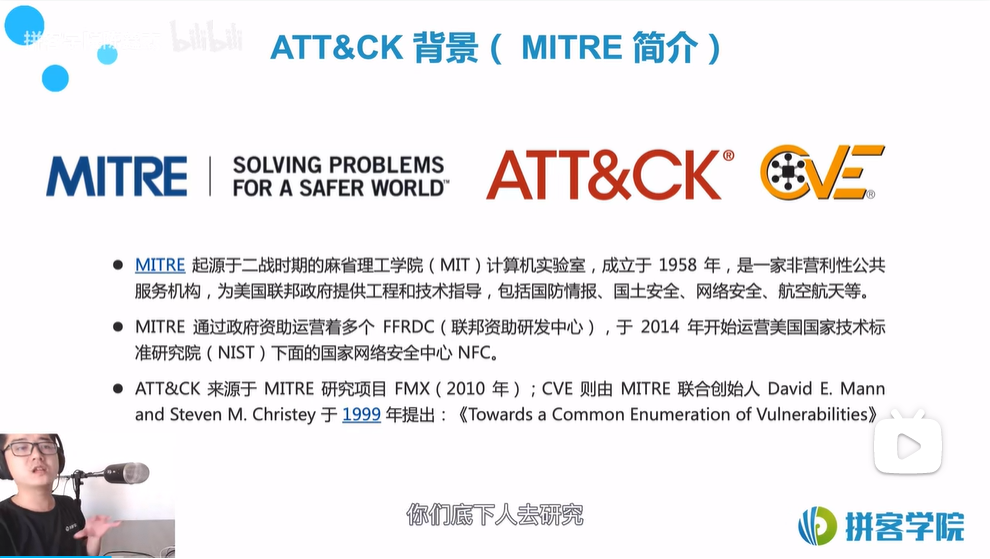 bilibili
ATT&CK 背景（ MITRE 简介）
MITRE
SOLVING PROBLEMS
FOR A SAFER WORLD™
ATT&CK®
CVE®
● MITRE 起源于二战时期的麻省理工学院（MIT）计算机实验室，成立于 1958 年，是一家非营利性公共
服务机构，为美国联邦政府提供工程和技术指导，包括国防情报、国土安全、网络安全、航空航天等。
● MITRE 通过政府资助运营着多个 FFRDC（联邦资助研发中心），于 2014 年开始运营美国国家技术标
准研究院（NIST）下面的国家网络安全中心 NFC。
● ATT&CK 来源于 MITRE 研究项目 FMX（2010 年）；CVE 则由 MITRE 联合创始人 David E. Mann
and Steven M. Christey 于 1999 年提出：《Towards a Common Enumeration of Vulnerabilities》
你们底下人去研究
拼客学院